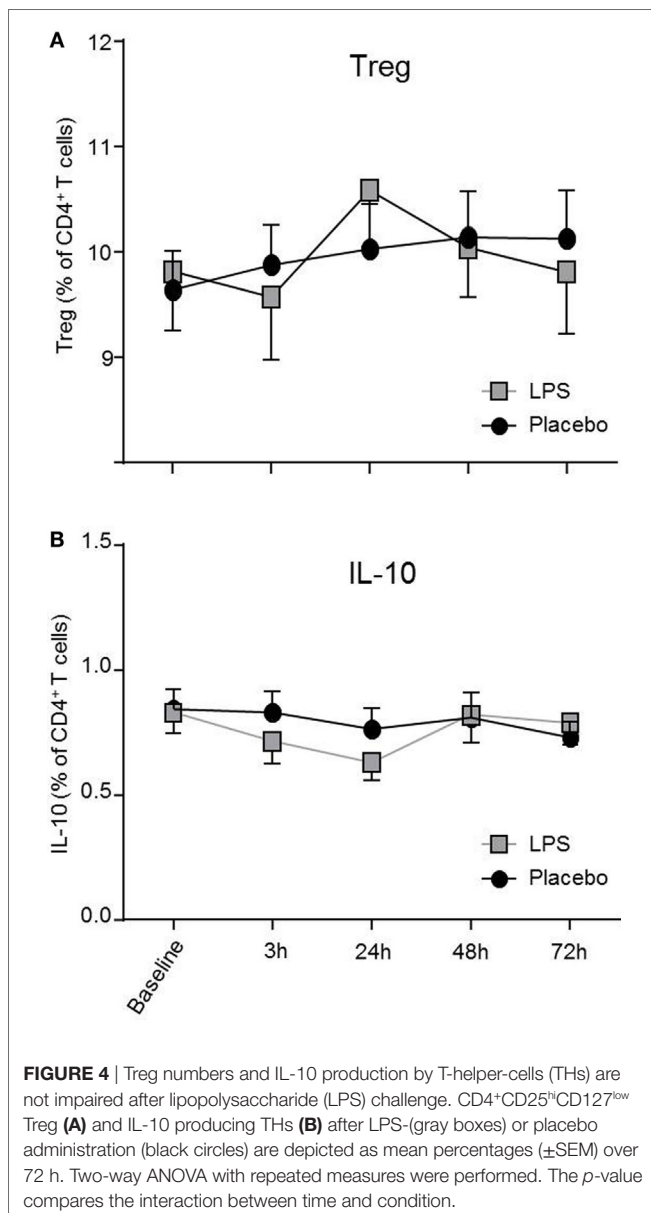 A
Treg
12
11
10
9
Treg (% of CD4⁺ T cells)
LPS
Placebo
B
IL-10
1.5
1.0
0.5
0.0
IL-10 (% of CD4⁺ T cells)
LPS
Placebo
Baseline 3h 24h 48h 72h
FIGURE 4 | Treg numbers and IL-10 production by T-helper-cells (THs) are
not impaired after lipopolysaccharide (LPS) challenge. CD4⁺CD25ʰⁱCD127ˡᵒʷ
Treg (A) and IL-10 producing THs (B) after LPS-(gray boxes) or placebo
administration (black circles) are depicted as mean percentages (±SEM) over
72 h. Two-way ANOVA with repeated measures were performed. The p-value
compares the interaction between time and condition.